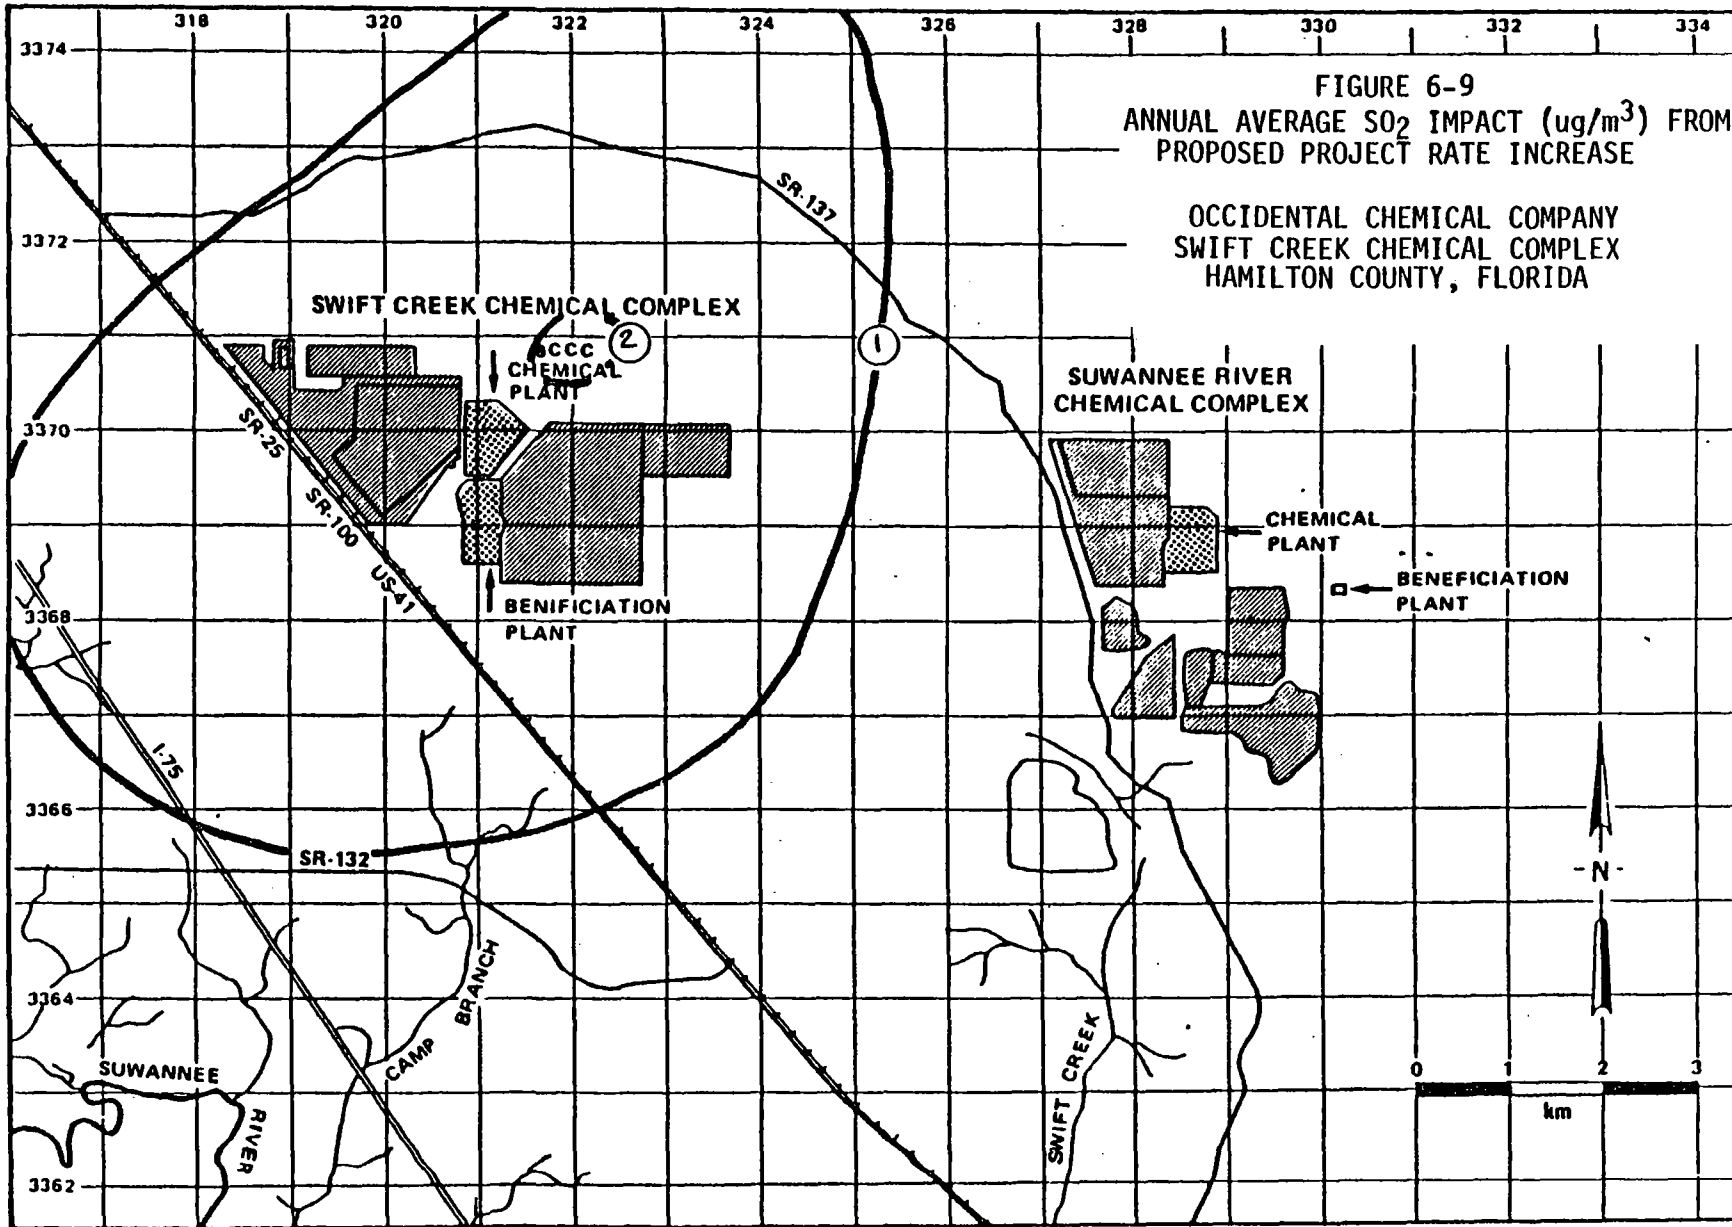 318 320 322 324 326 328 330 332 334
3374
FIGURE 6-9
ANNUAL AVERAGE SO2 IMPACT (ug/m3) FROM
PROPOSED PROJECT RATE INCREASE
OCCIDENTAL CHEMICAL COMPANY
SWIFT CREEK CHEMICAL COMPLEX
HAMILTON COUNTY, FLORIDA
SR-137
3372
SWIFT CREEK CHEMICAL COMPLEX
2
1
CHEMICAL
PLANT
SUWANNEE RIVER
CHEMICAL COMPLEX
3370
SR-25
SR-100
US-41
CHEMICAL
PLANT
BENEFICIATION
PLANT
BENIFICIATION
PLANT
3368
I-75
3366
SR-132
-N-
3364
CAMP BRANCH
SUWANNEE
RIVER
SWIFT CREEK
0 1 2 3
km
3362